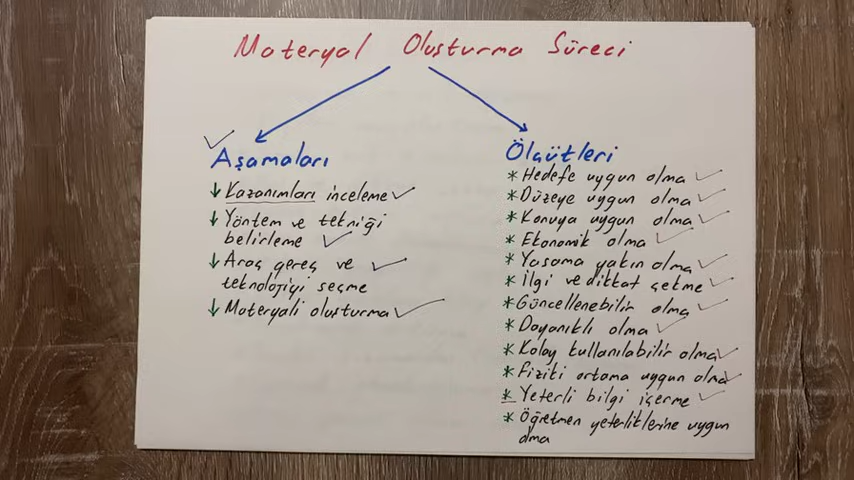 Materyal Oluşturma Süreci
Aşamaları
Kazanımları inceleme
Yöntem ve tekniği
belirleme
Araç gereç ve
teknolojiyi seçme
Materyali oluşturma
Ölçütleri
* Hedefe uygun olma
* Düzeye uygun olma
* Konuya uygun olma
* Ekonomik olma
* Yaşama yakın olma
* İlgi ve dikkat çekme
* Güncellenebilir olma
* Dayanıklı olma
* Kolay kullanılabilir olma
* Fiziki ortama uygun olma
* Yeterli bilgi içerme
* Öğretmen yeterliklerine uygun
olma